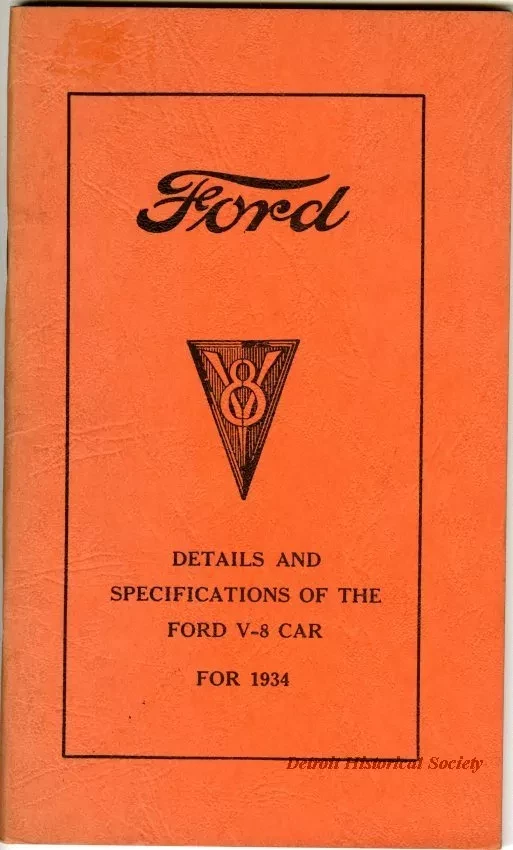 Ford
V8
DETAILS AND
SPECIFICATIONS OF THE
FORD V-8 CAR
FOR 1934
Detroit Historical Society